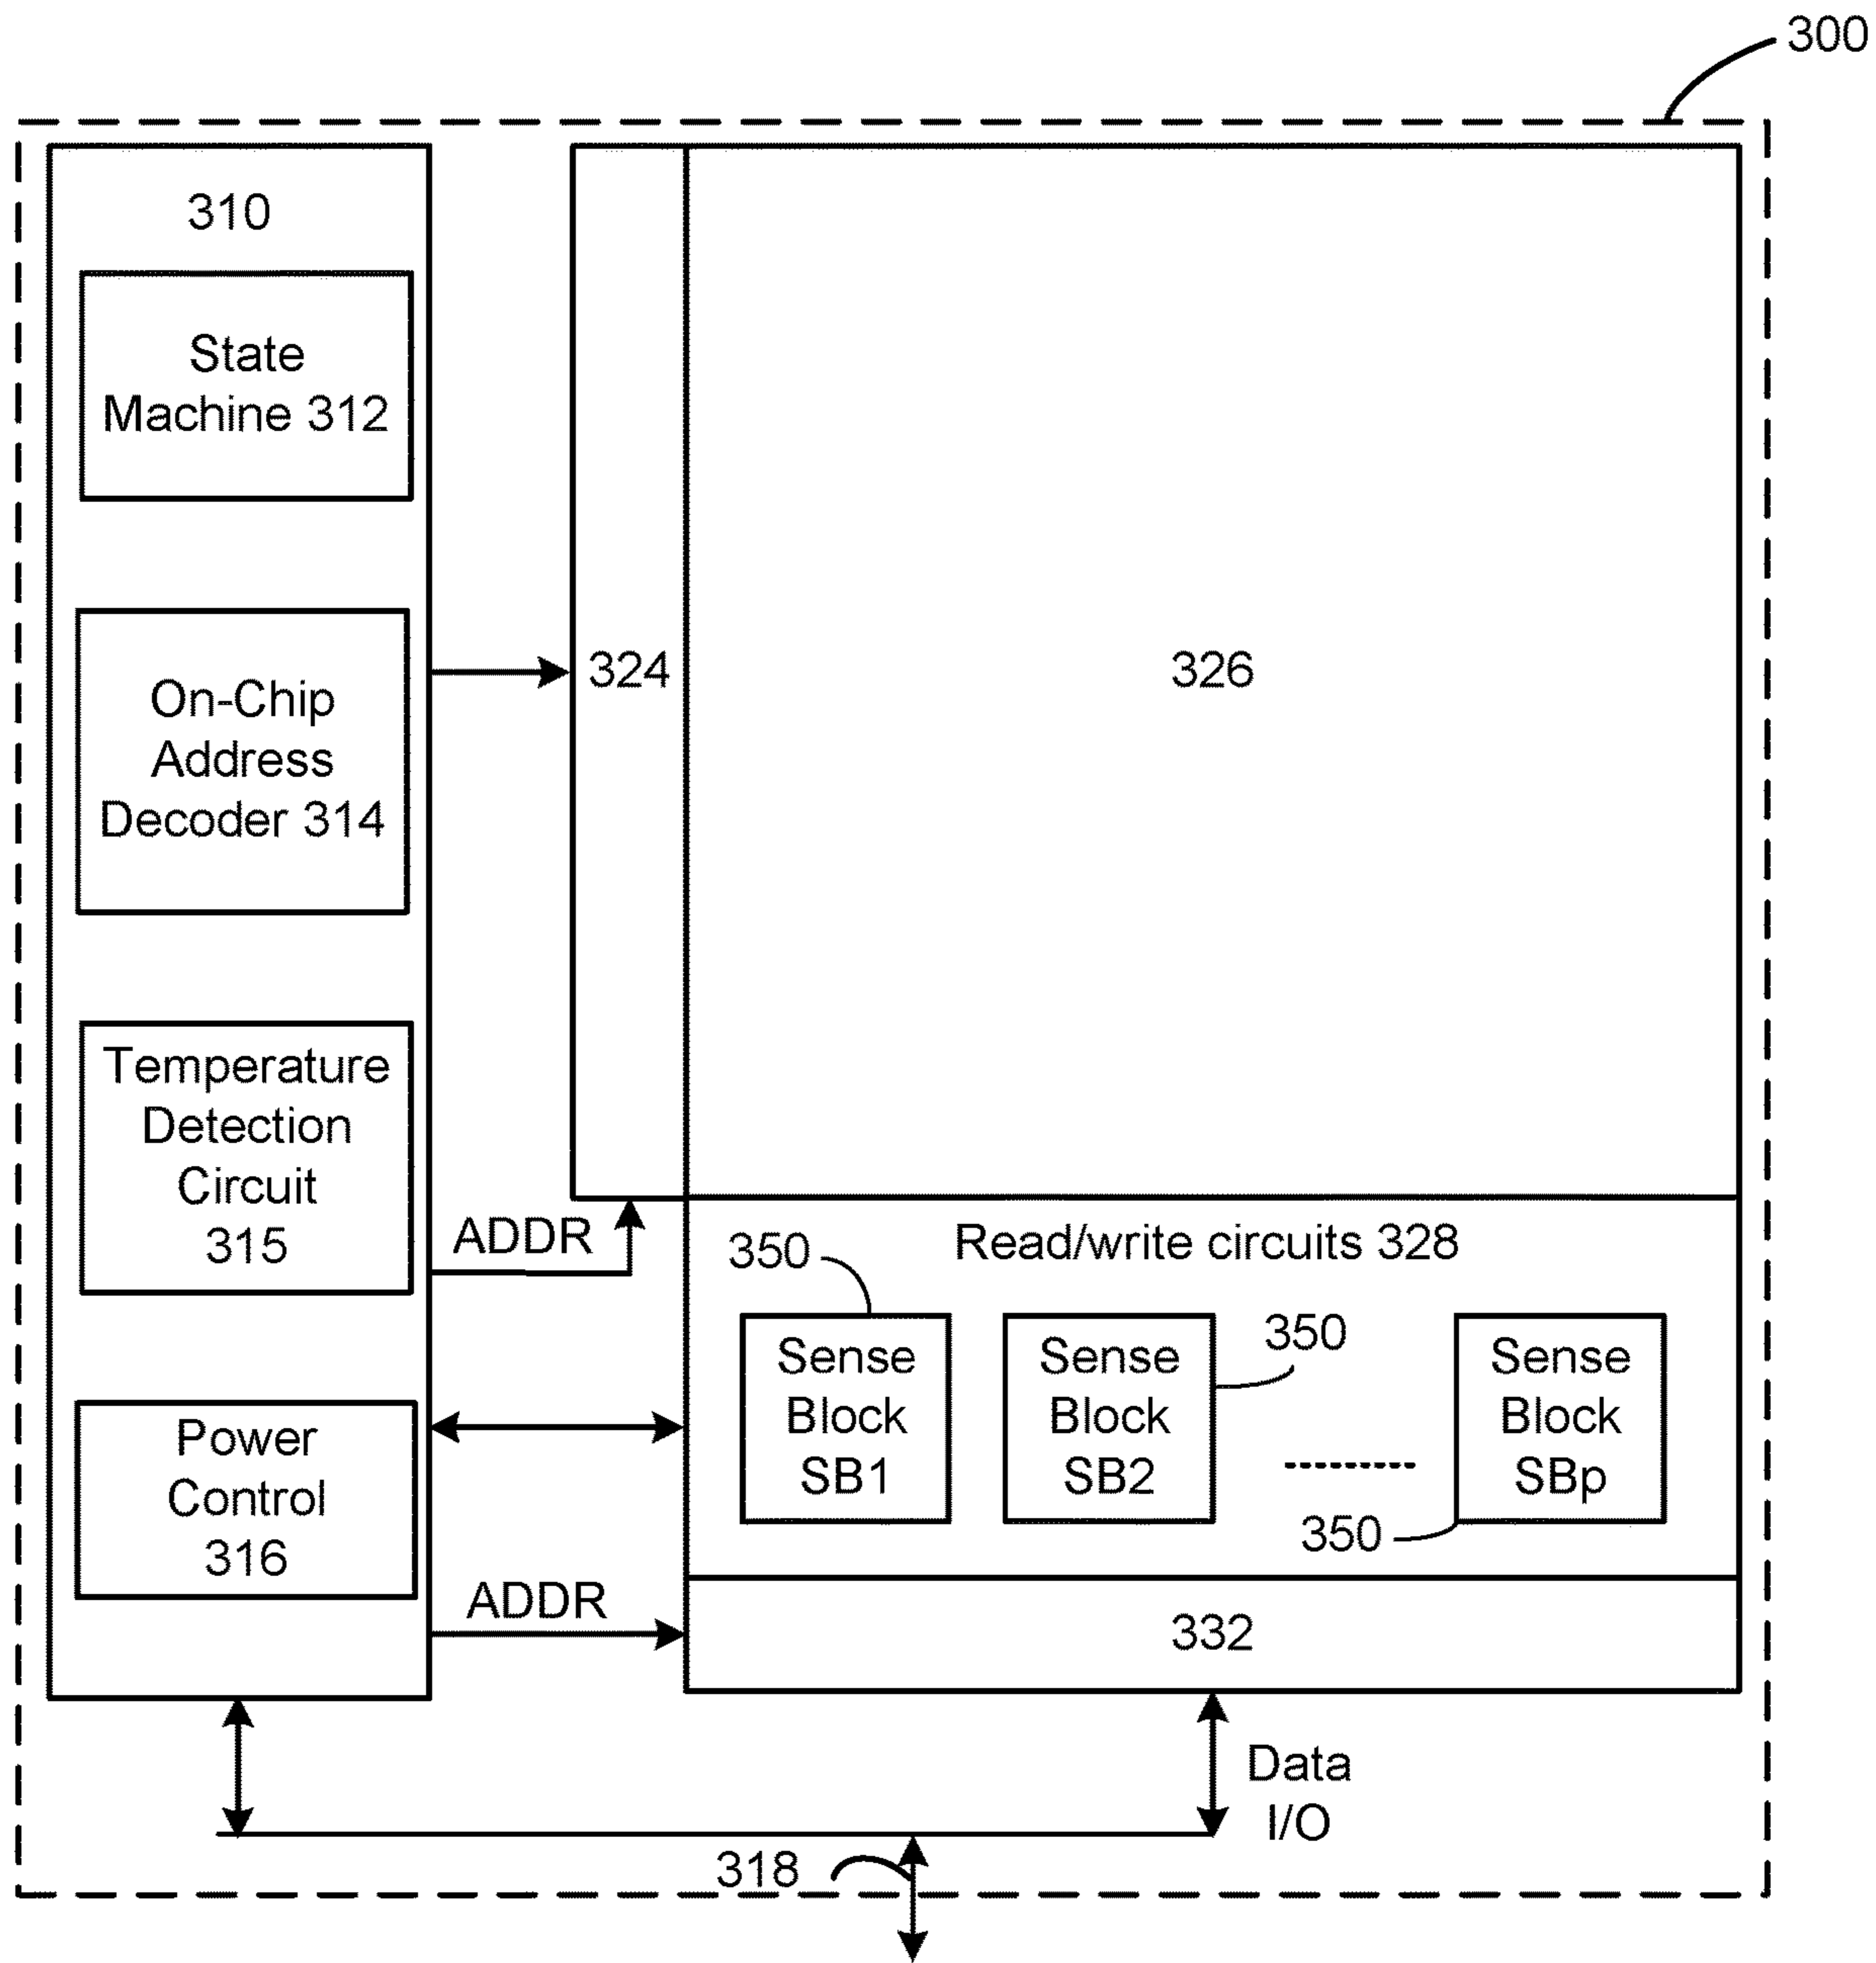 300
310
State
Machine 312
On-Chip
Address
Decoder 314
Temperature
Detection
Circuit
315
Power
Control
316
324
326
ADDR
ADDR
Read/write circuits 328
350
Sense
Block
SB1
Sense
Block
SB2
350
Sense
Block
SBp
350
332
Data
I/O
318